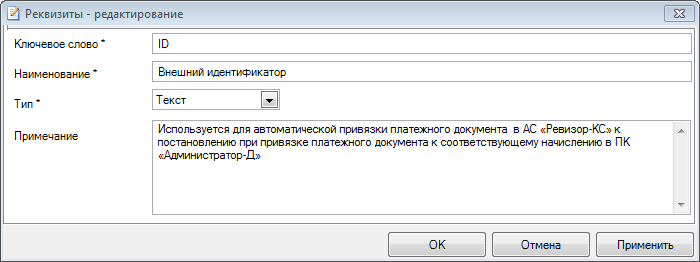 Реквизиты - редактирование
Ключевое слово * ID
Наименование * Внешний идентификатор
Тип * Текст
Примечание Используется для автоматической привязки платежного документа в АС «Ревизор-КС» к
постановлению при привязке платежного документа к соответствующему начислению в ПК
«Администратор-Д»
OK Отмена Применить